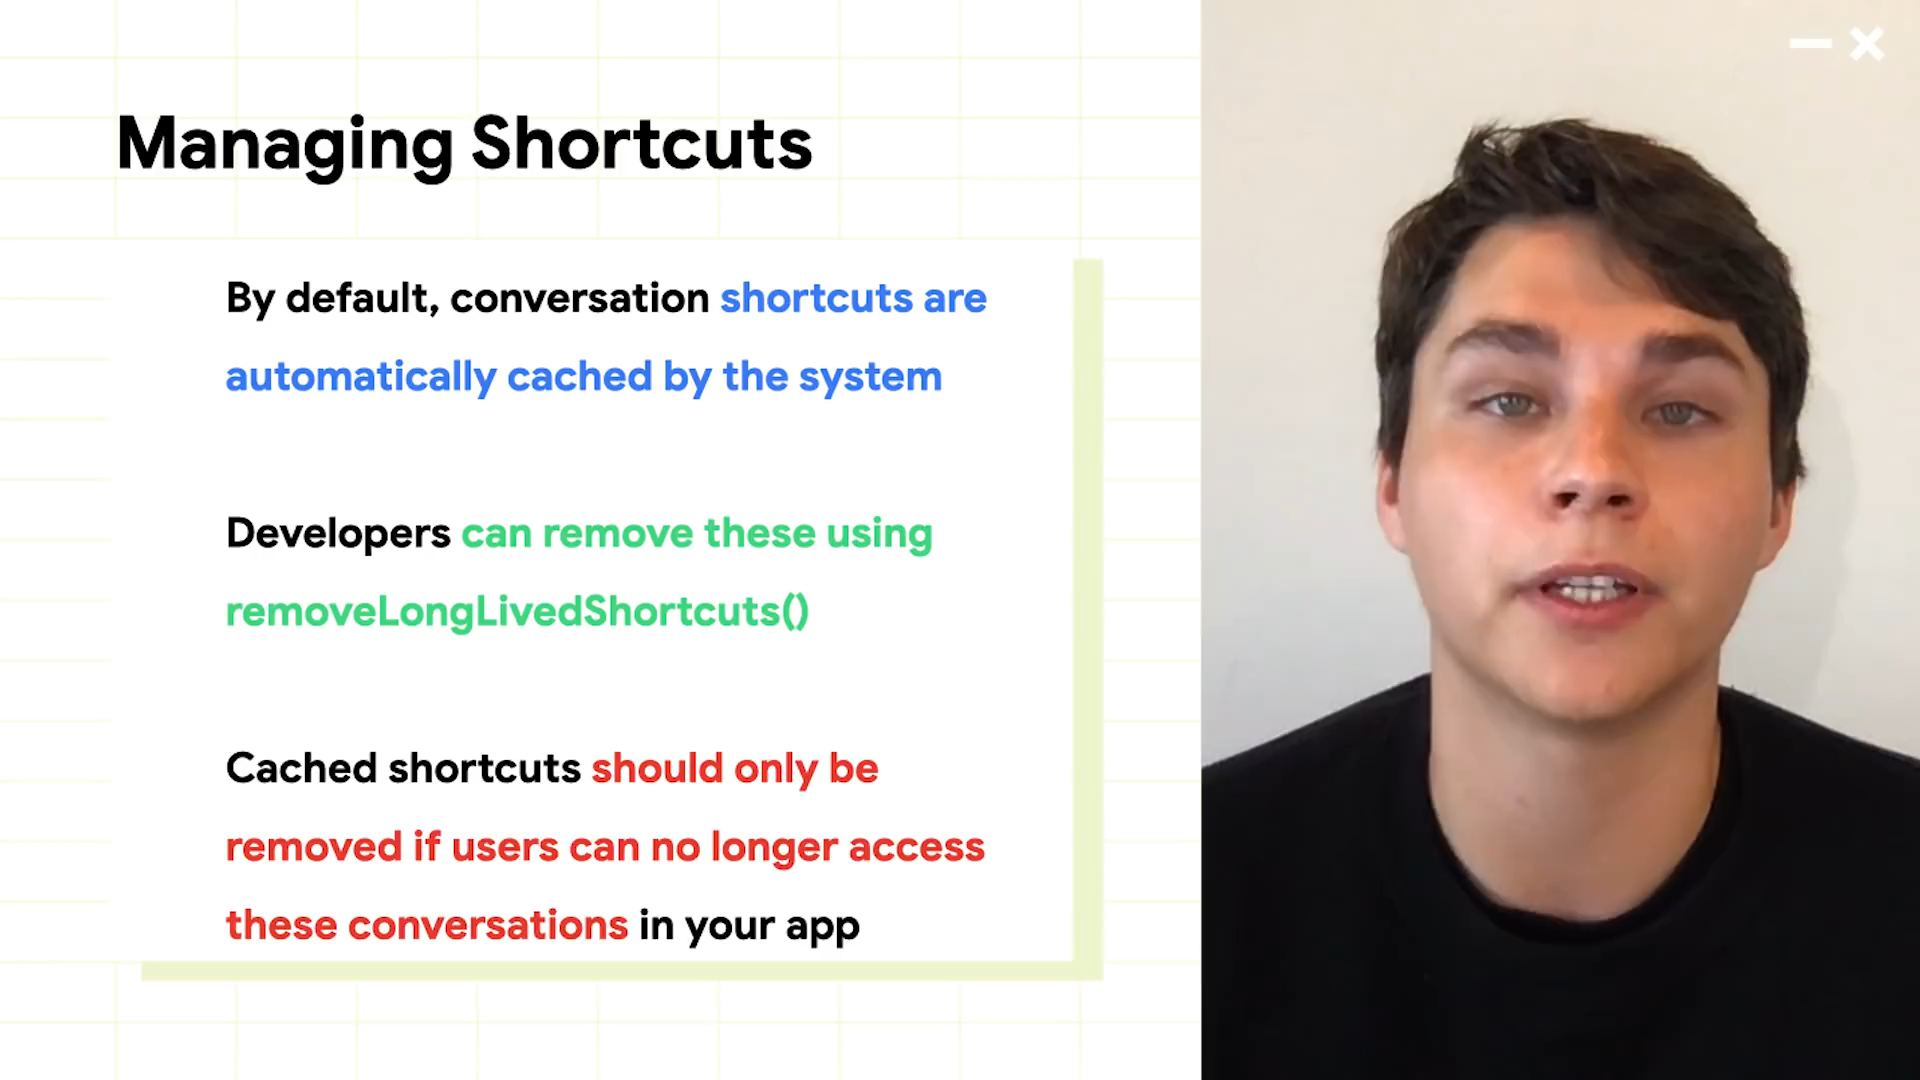 Managing Shortcuts
By default, conversation shortcuts are
automatically cached by the system
Developers can remove these using
removeLongLivedShortcuts()
Cached shortcuts should only be
removed if users can no longer access
these conversations in your app